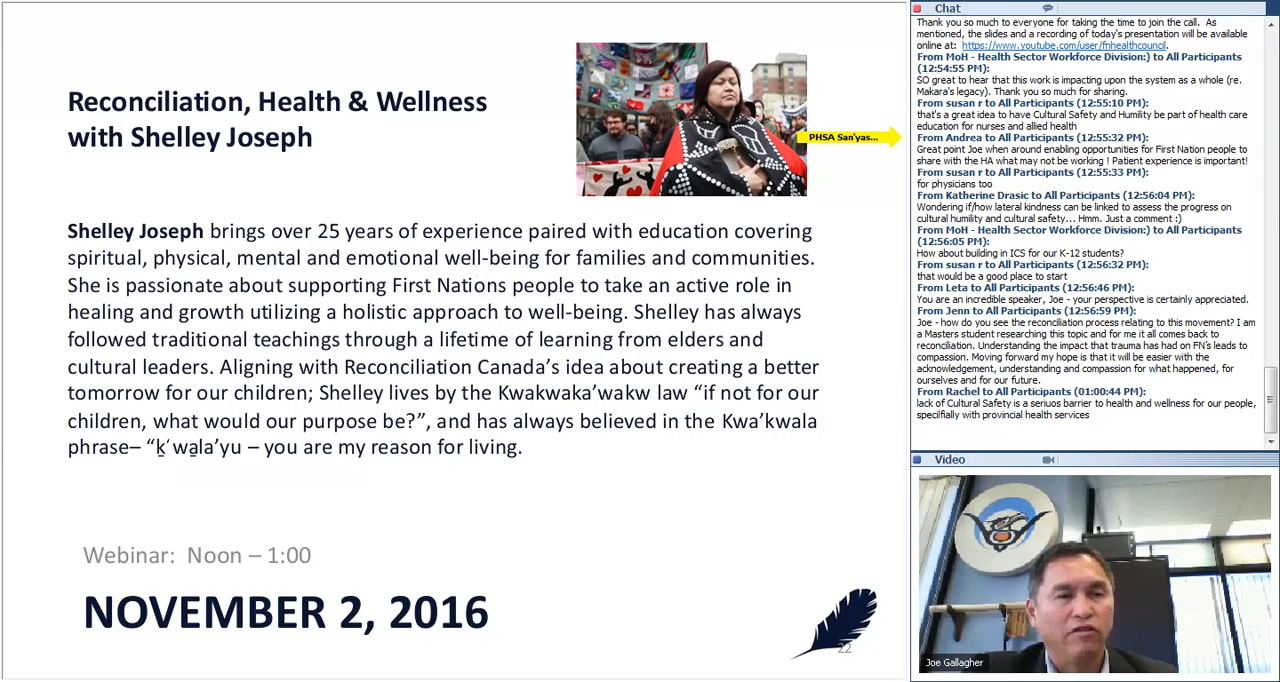 Reconciliation, Health & Wellness
with Shelley Joseph
PHSA San'yas...
Shelley Joseph brings over 25 years of experience paired with education covering
spiritual, physical, mental and emotional well-being for families and communities.
She is passionate about supporting First Nations people to take an active role in
healing and growth utilizing a holistic approach to well-being. Shelley has always
followed traditional teachings through a lifetime of learning from elders and
cultural leaders. Aligning with Reconciliation Canada's idea about creating a better
tomorrow for our children; Shelley lives by the Kwakwaka'wakw law “if not for our
children, what would our purpose be?”, and has always believed in the Kwa'kwala
phrase– “ḵ'wa̱la'yu – you are my reason for living.
Webinar: Noon – 1:00
NOVEMBER 2, 2016
22
Chat
Thank you so much to everyone for taking the time to join the call. As
mentioned, the slides and a recording of today's presentation will be available
online at: https://www.youtube.com/user/fnhealthcouncil.
From MoH - Health Sector Workforce Division:) to All Participants
(12:54:55 PM):
SO great to hear that this work is impacting upon the system as a whole (re.
Makara's legacy). Thank you so much for sharing.
From susan r to All Participants (12:55:10 PM):
that's a great idea to have Cultural Safety and Humility be part of health care
education for nurses and allied health
From Andrea to All Participants (12:55:32 PM):
Great point Joe when around enabling opportunities for First Nation people to
share with the HA what may not be working ! Patient experience is important!
From susan r to All Participants (12:55:33 PM):
for physicians too
From Katherine Drasic to All Participants (12:56:04 PM):
Wondering if/how lateral kindness can be linked to assess the progress on
cultural humility and cultural safety... Hmm. Just a comment :)
From MoH - Health Sector Workforce Division:) to All Participants
(12:56:05 PM):
How about building in ICS for our K-12 students?
From susan r to All Participants (12:56:32 PM):
that would be a good place to start
From Leta to All Participants (12:56:46 PM):
You are an incredible speaker, Joe - your perspective is certainly appreciated.
From Jenn to All Participants (12:56:59 PM):
Joe - how do you see the reconciliation process relating to this movement? I am
a Masters student researching this topic and for me it all comes back to
reconciliation. Understanding the impact that trauma has had on FN's leads to
compassion. Moving forward my hope is that it will be easier with the
acknowledgement, understanding and compassion for what happened, for
ourselves and for our future.
From Rachel to All Participants (01:00:44 PM):
lack of Cultural Safety is a seriuos barrier to health and wellness for our people,
specilfially with provincial health services
Video
Joe Gallagher